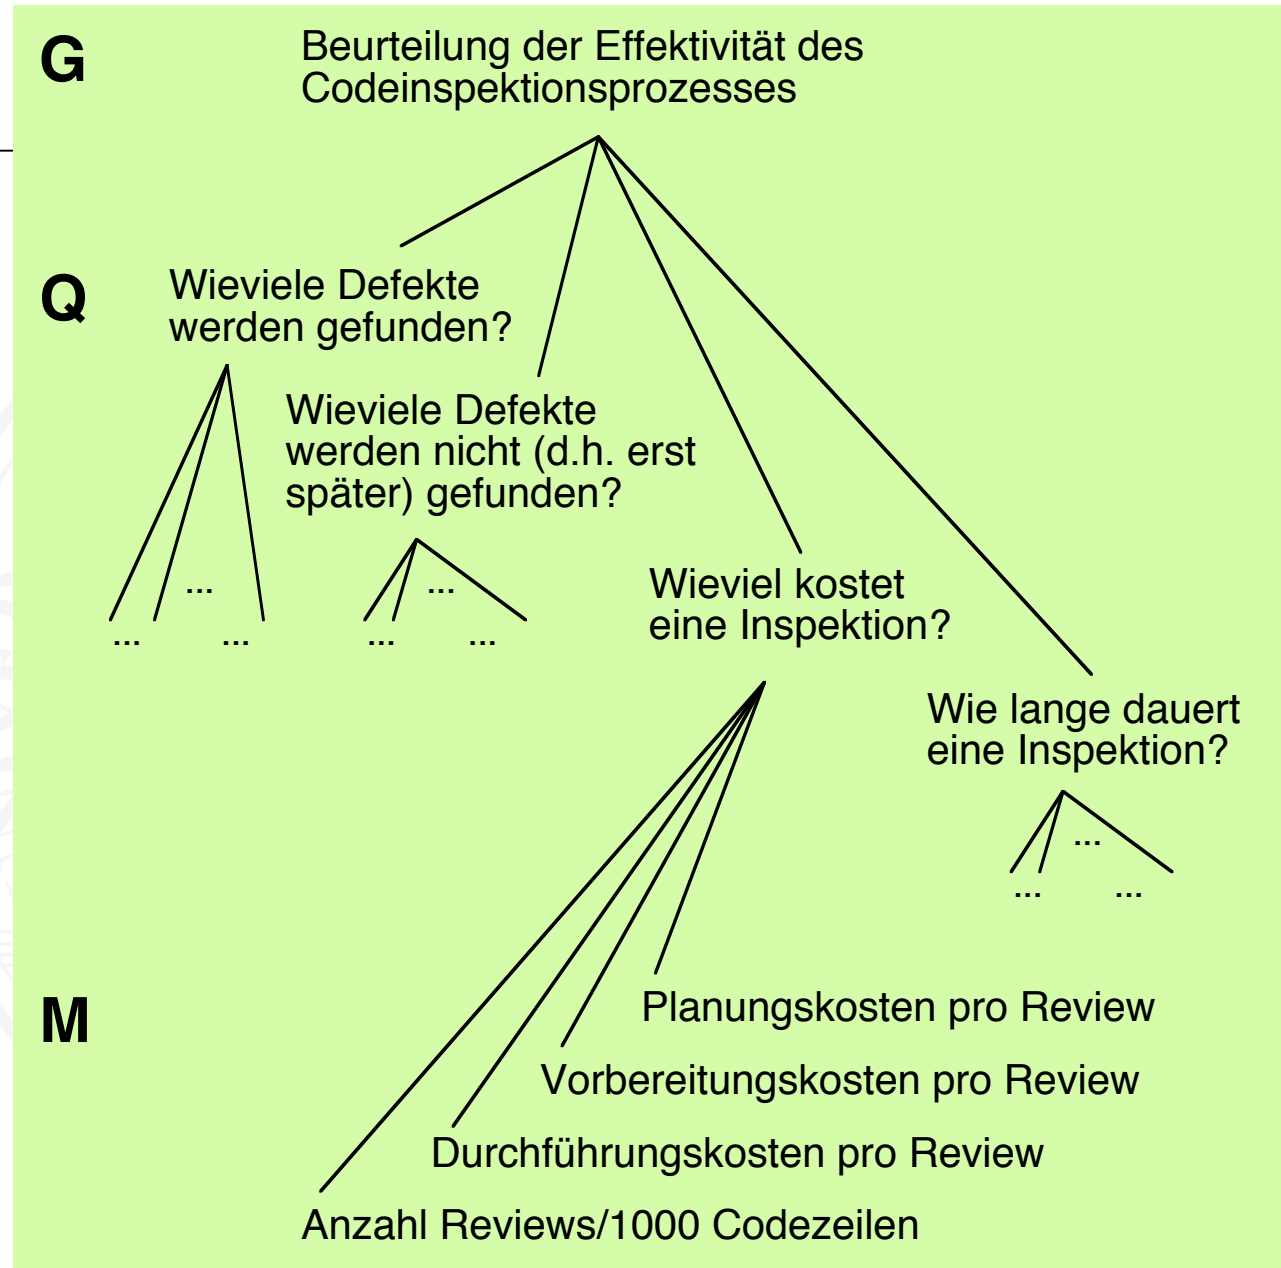 G
Beurteilung der Effektivität des
Codeinspektionsprozesses
Q
Wieviele Defekte
werden gefunden?
Wieviele Defekte
werden nicht (d.h. erst
später) gefunden?
...
...
...
...
...
...
Wieviel kostet
eine Inspektion?
Wie lange dauert
eine Inspektion?
...
...
...
M
Planungskosten pro Review
Vorbereitungskosten pro Review
Durchführungskosten pro Review
Anzahl Reviews/1000 Codezeilen